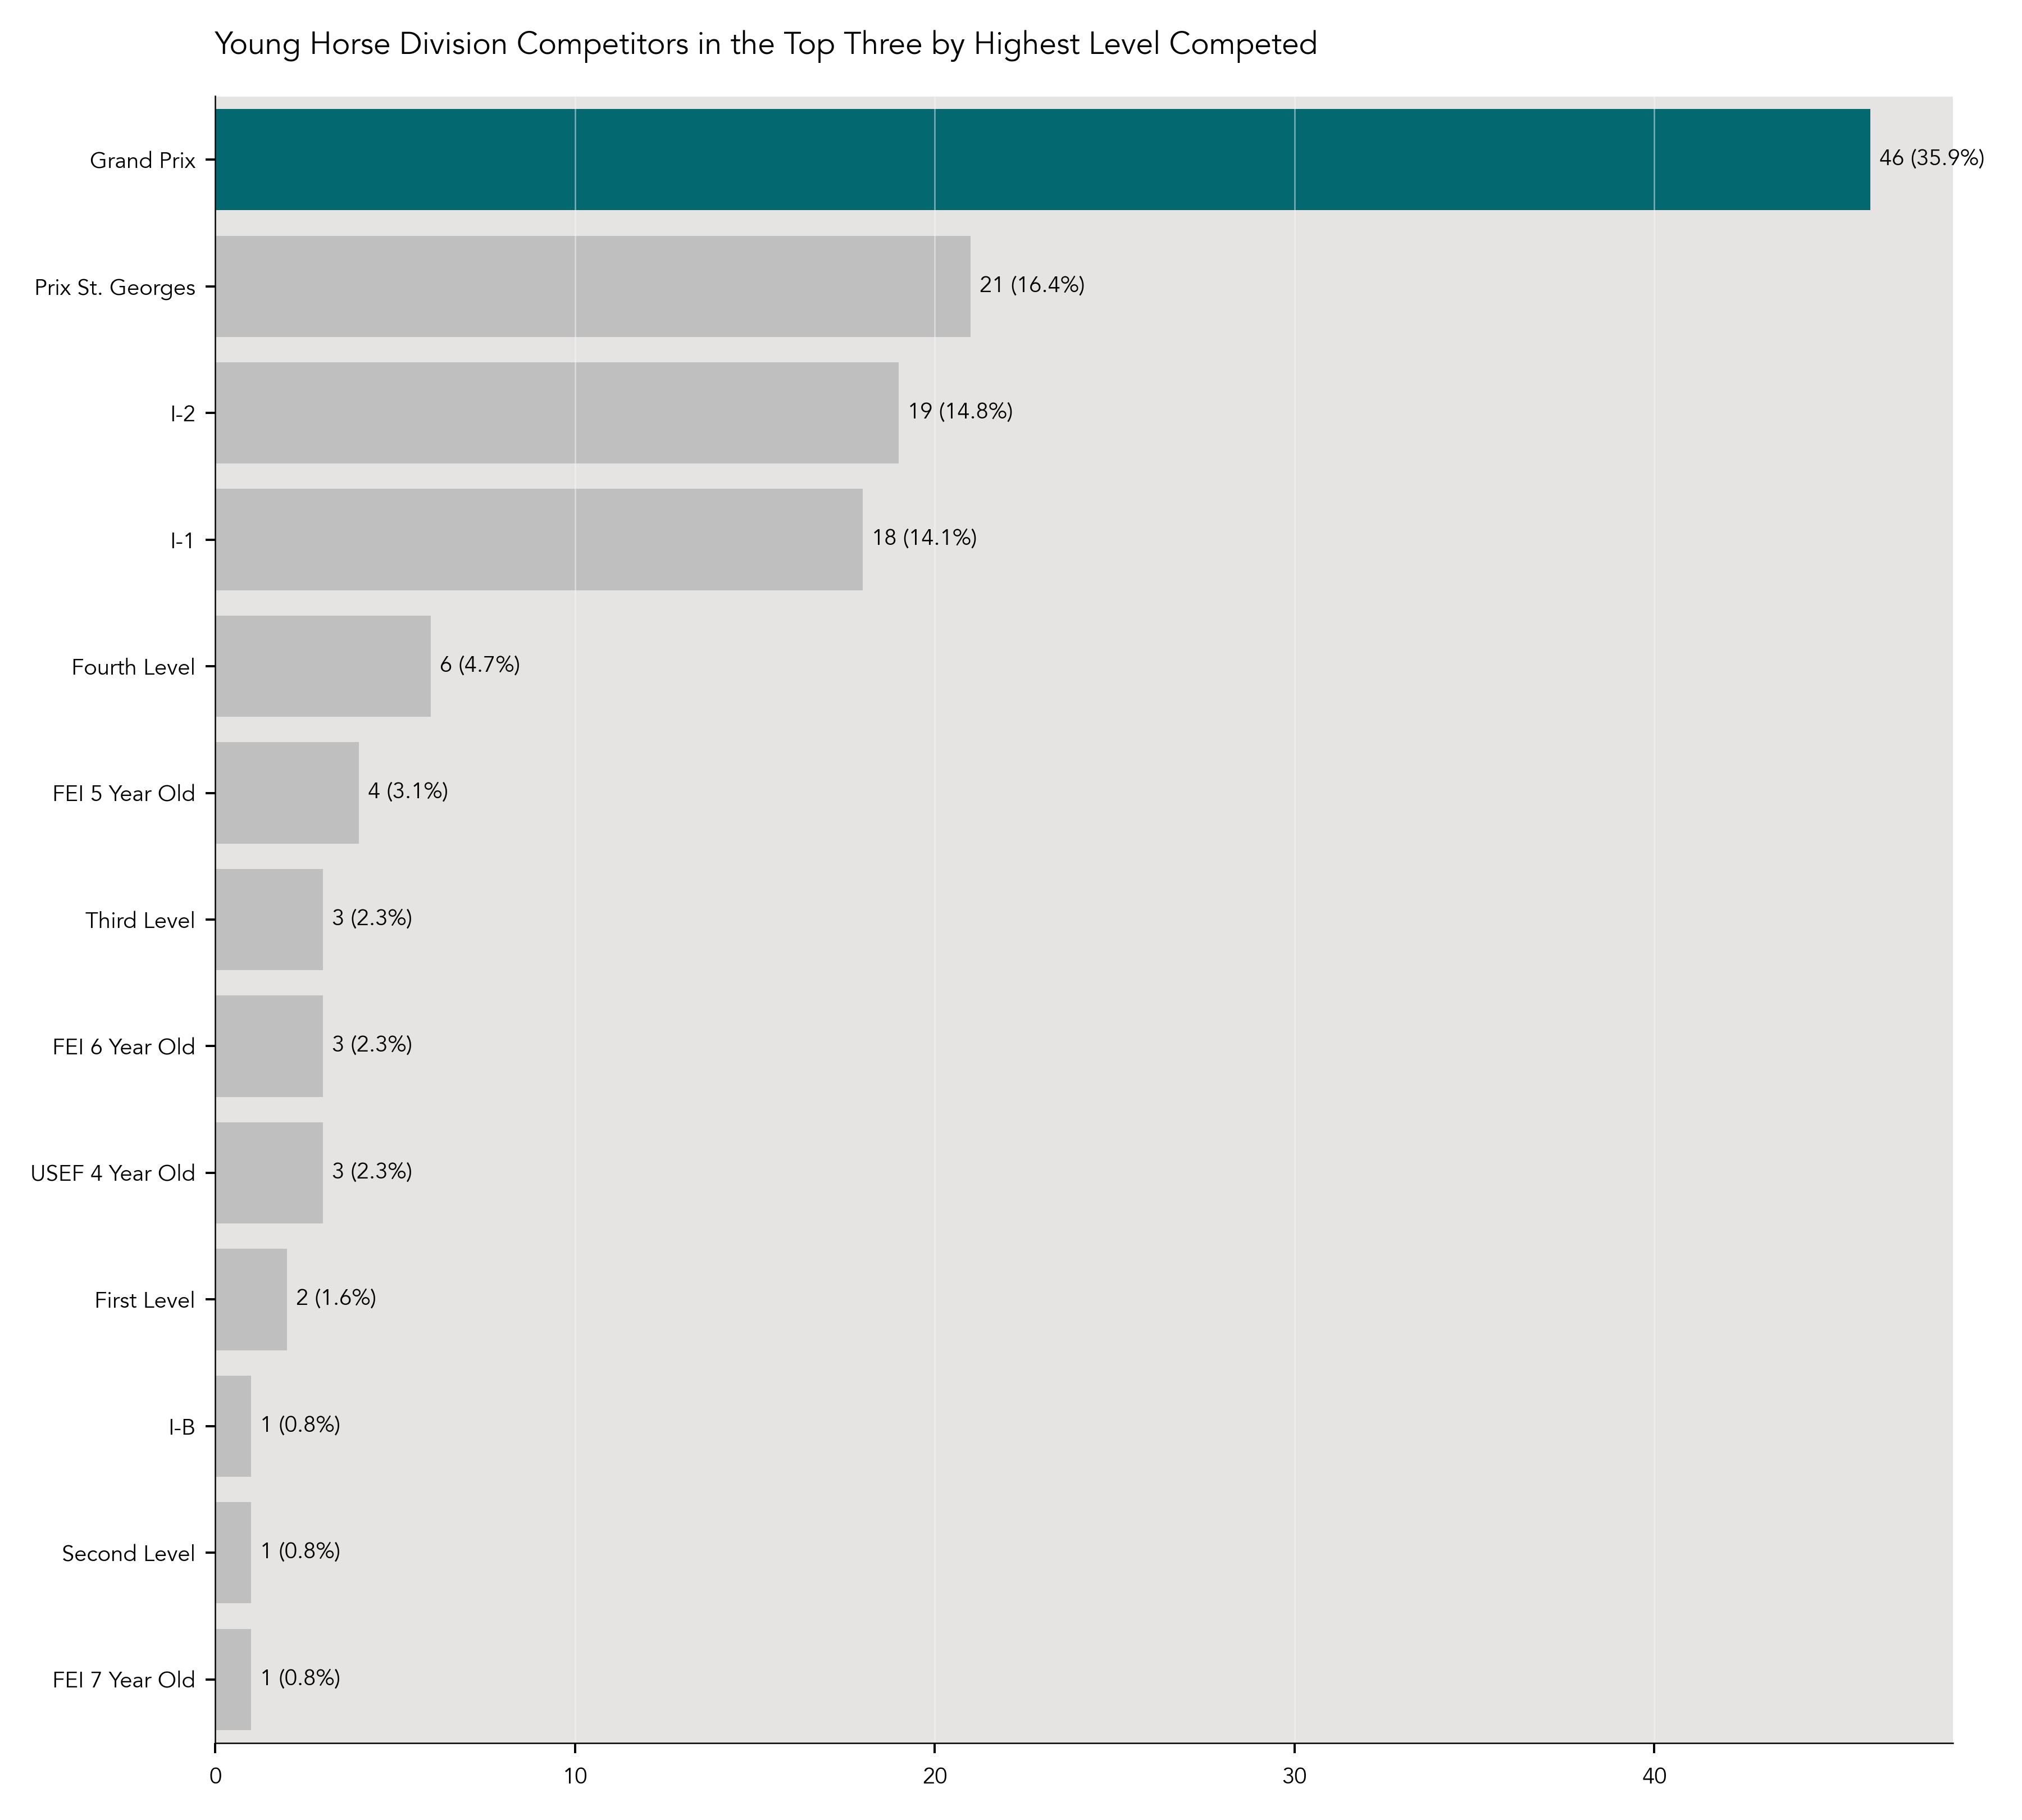 Young Horse Division Competitors in the Top Three by Highest Level Competed
Grand Prix 46 (35.9%)
Prix St. Georges 21 (16.4%)
I-2 19 (14.8%)
I-1 18 (14.1%)
Fourth Level 6 (4.7%)
FEI 5 Year Old 4 (3.1%)
Third Level 3 (2.3%)
FEI 6 Year Old 3 (2.3%)
USEF 4 Year Old 3 (2.3%)
First Level 2 (1.6%)
I-B 1 (0.8%)
Second Level 1 (0.8%)
FEI 7 Year Old 1 (0.8%)
0 10 20 30 40